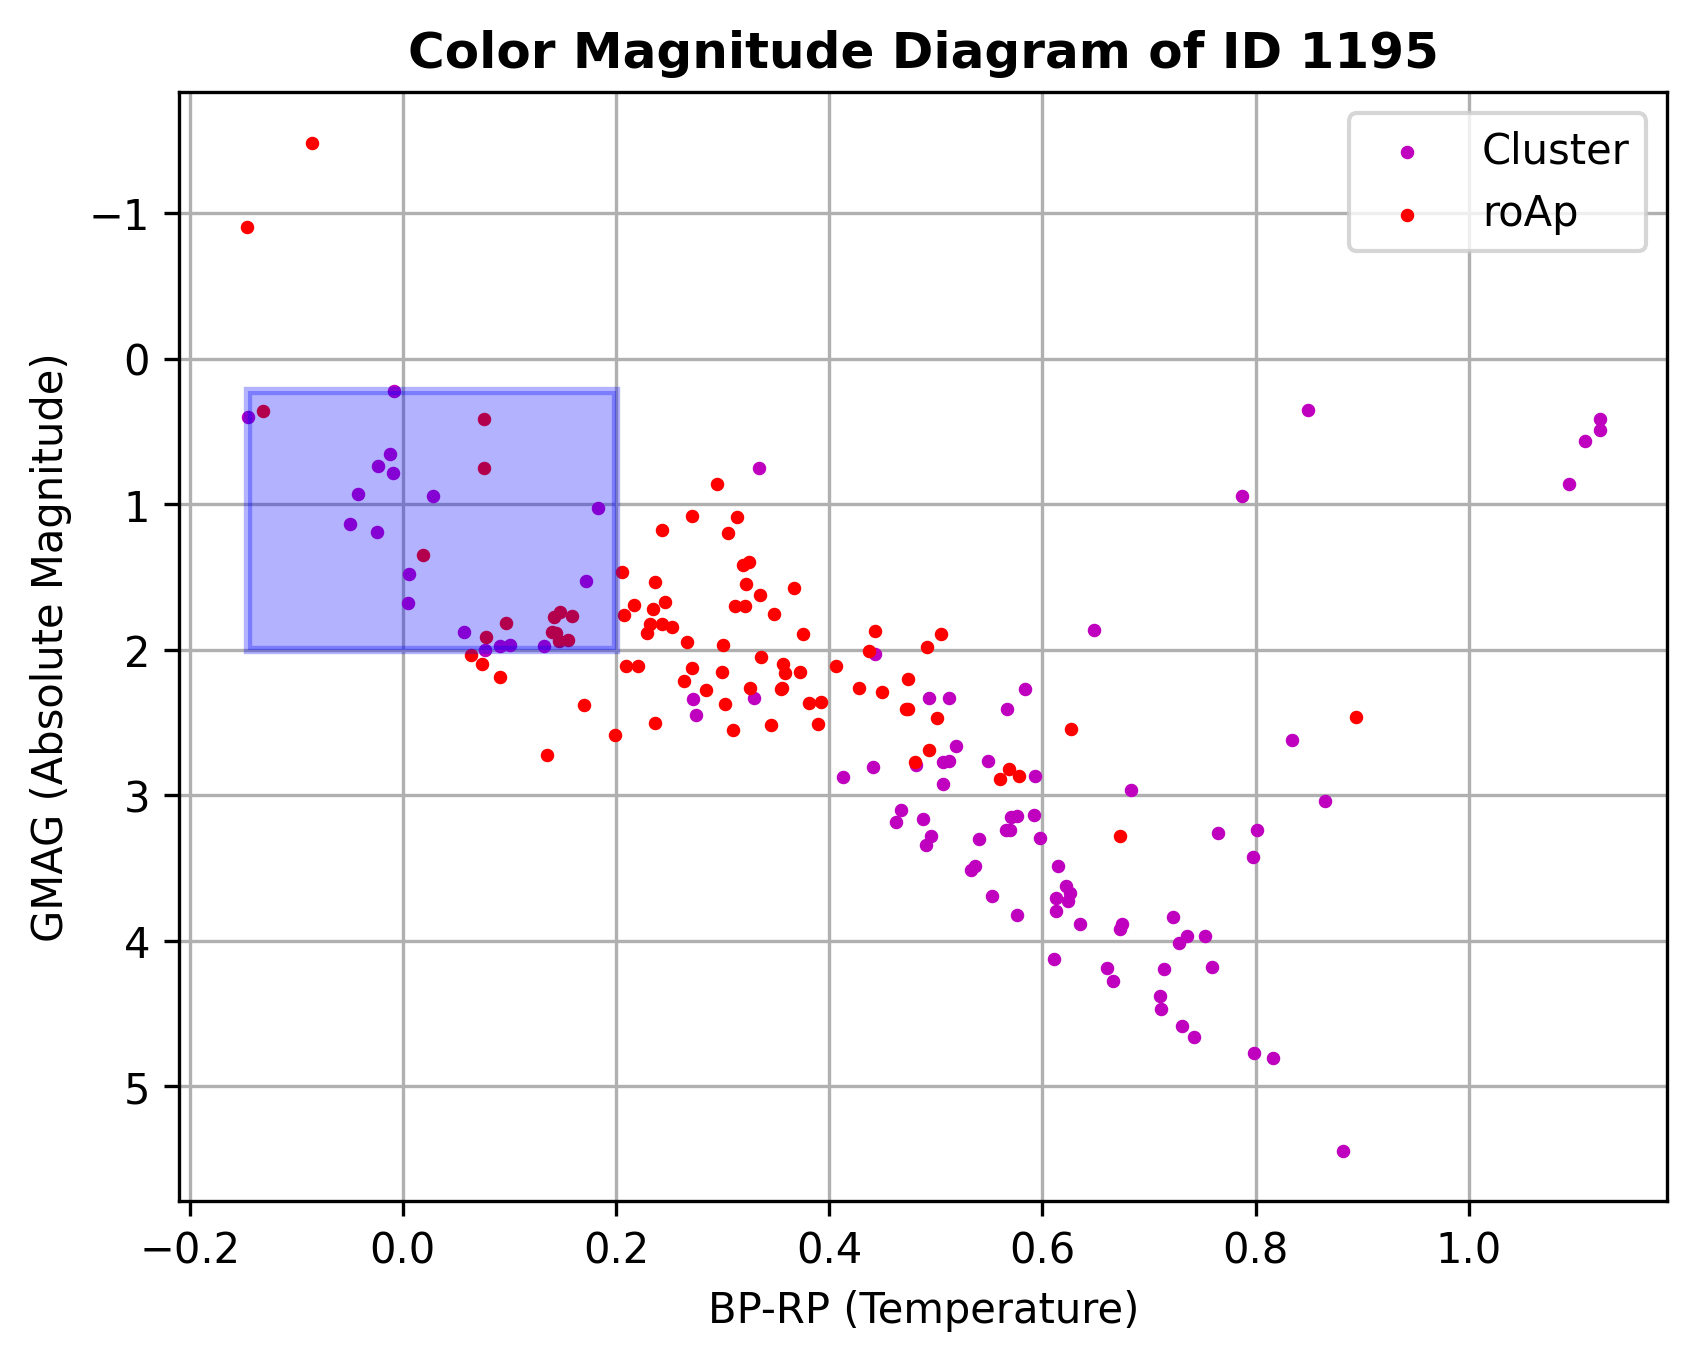 Color Magnitude Diagram of ID 1195
Cluster
roAp
GMAG (Absolute Magnitude)
−1
0
1
2
3
4
5
−0.2 0.0 0.2 0.4 0.6 0.8 1.0
BP-RP (Temperature)